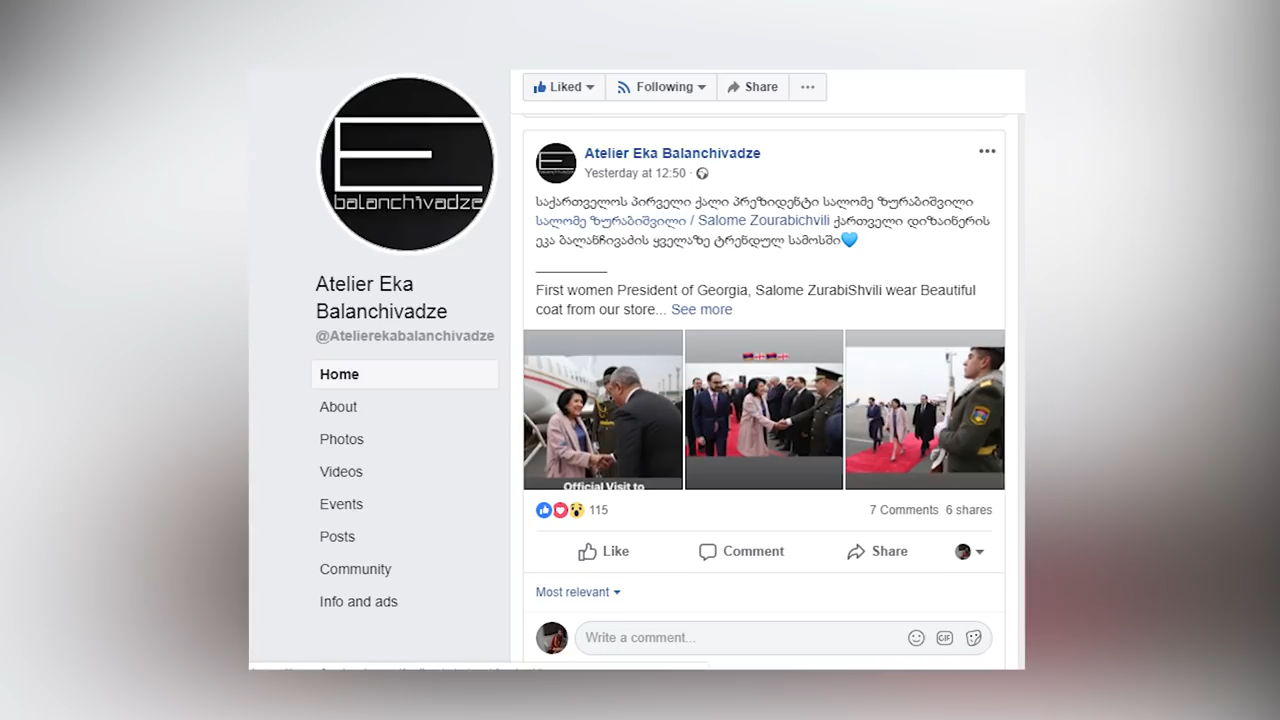 balanchivadze
Atelier Eka
Balanchivadze
@Atelierekabalanchivadze
Home
About
Photos
Videos
Events
Posts
Community
Info and ads
Liked
Following
Share
Atelier Eka Balanchivadze
Yesterday at 12:50
საქართველოს პირველი ქალი პრეზიდენტი სალომე ზურაბიშვილი
სალომე ზურაბიშვილი / Salome Zourabichvili ქართველი დიზაინერის
ეკა ბალანჩივაძის ყველაზე ტრენდულ სამოსში💙
__________
First women President of Georgia, Salome ZurabiShvili wear Beautiful
coat from our store... See more
Official Visit to
115
7 Comments 6 shares
Like Comment Share
Most relevant
Write a comment...
GIF